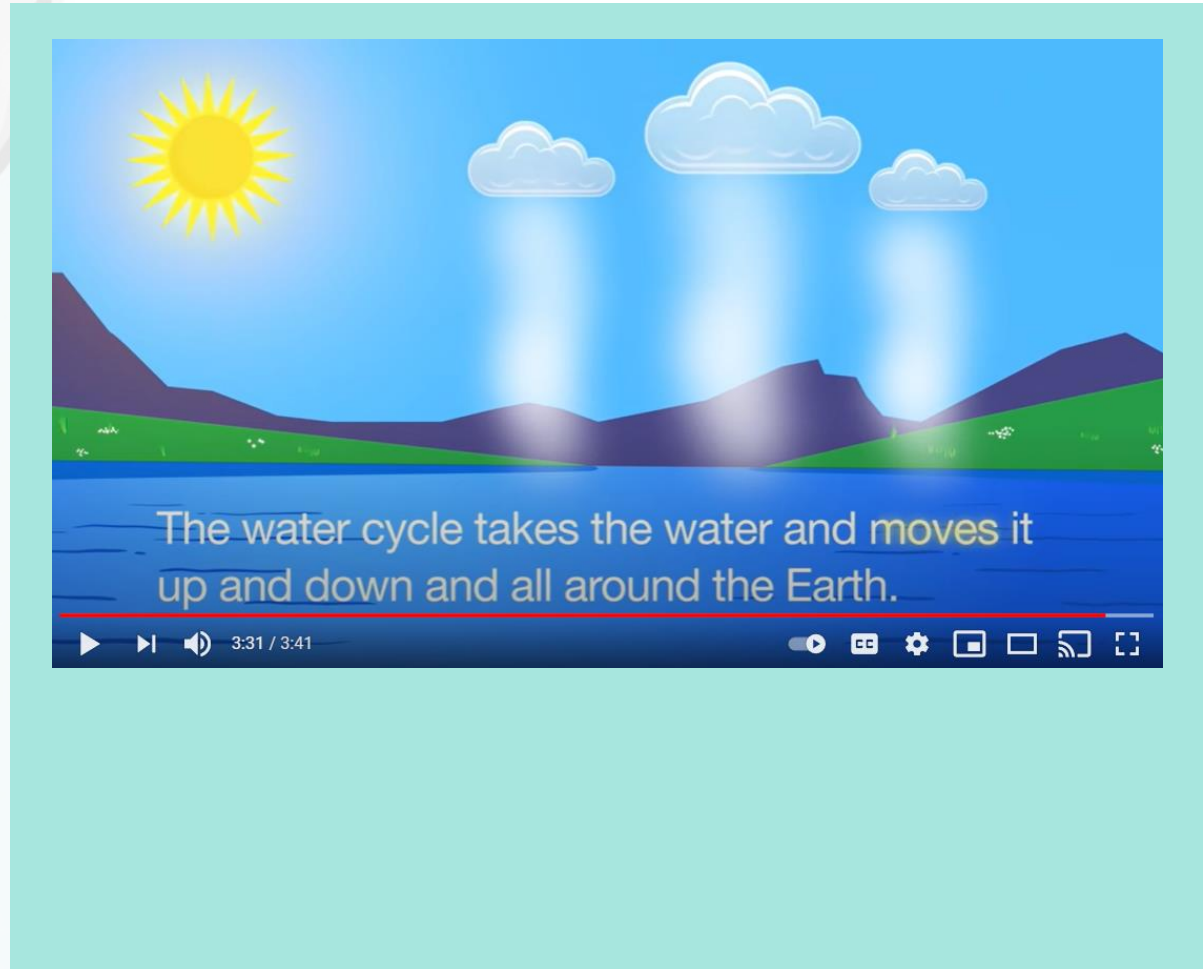 The water cycle takes the water and moves it
up and down and all around the Earth.
3:31 / 3:41
CC